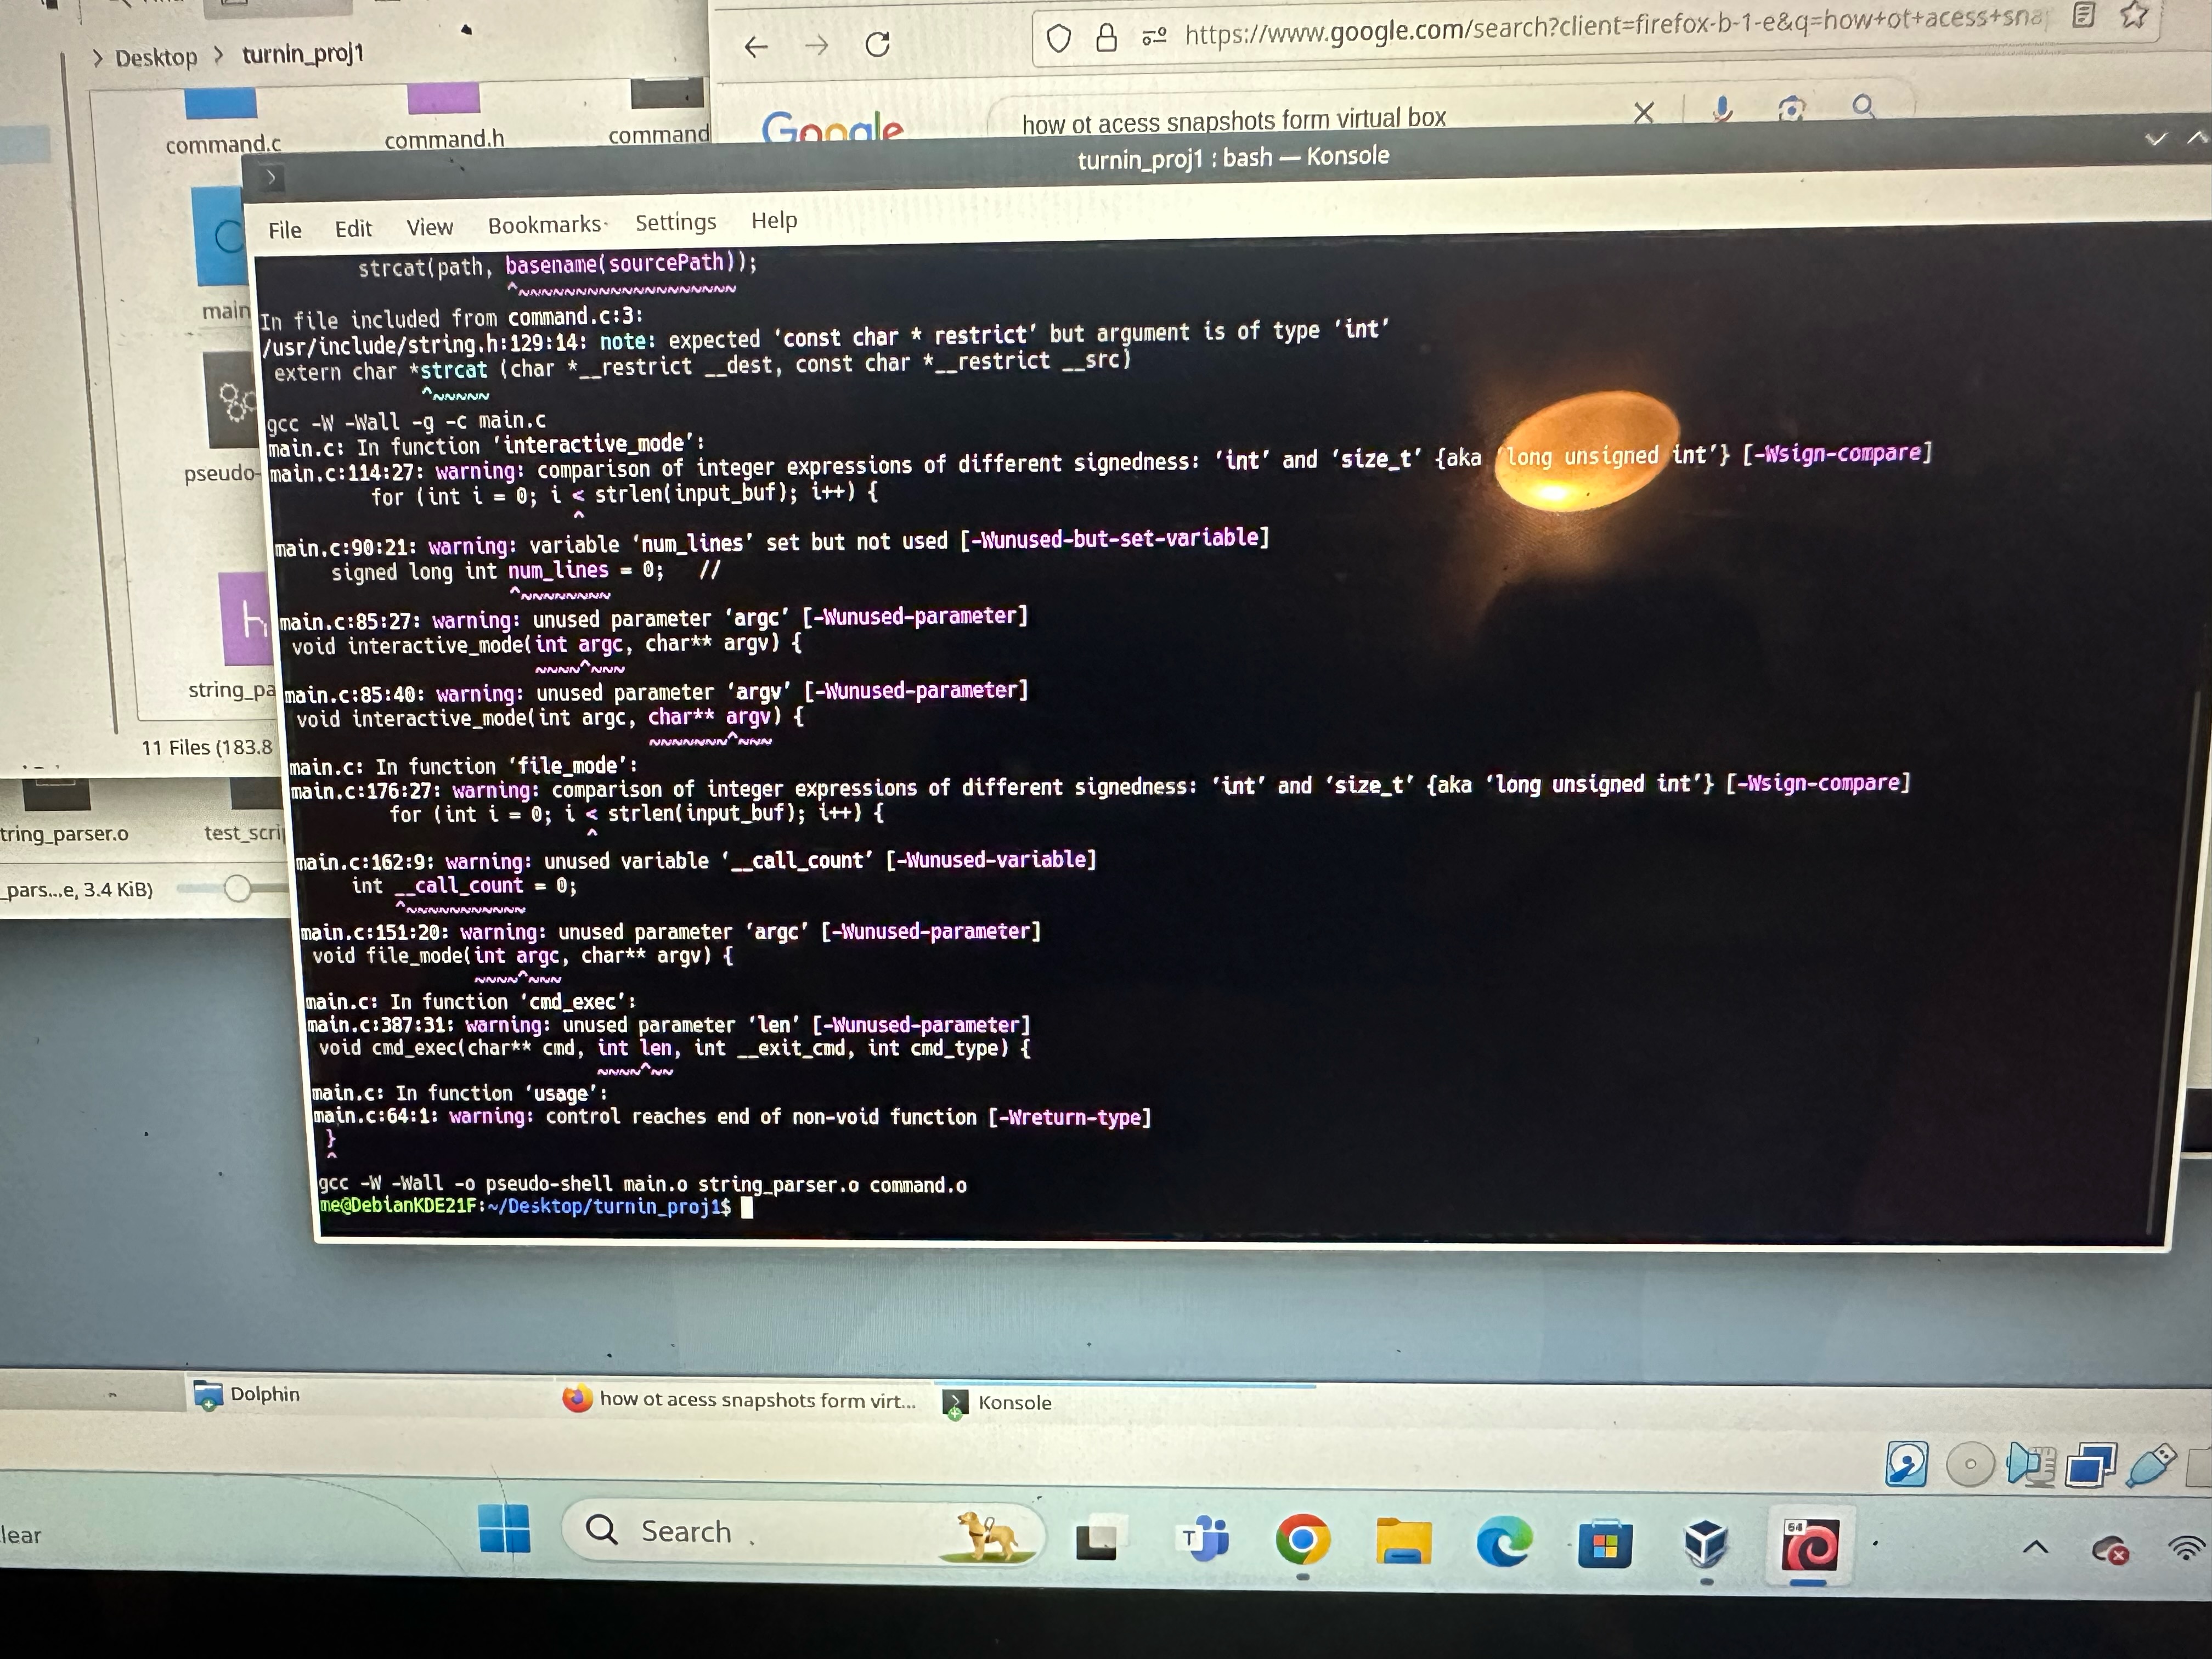 Desktop > turnin_proj1
https://www.google.com/search?client=firefox-b-1-e&q=how+ot+acess+sna
command.c command.h command
Google how ot acess snapshots form virtual box
turnin_proj1 : bash — Konsole
File Edit View Bookmarks Settings Help
main
pseudo-
h
string_pa
11 Files (183.8
tring_parser.o test_scri
_pars...e, 3.4 KiB)
strcat(path, basename(sourcePath));
^~~~~~~~~~~~~~~~~~~~
In file included from command.c:3:
/usr/include/string.h:129:14: note: expected ‘const char * restrict’ but argument is of type ‘int’
extern char *strcat (char *__restrict __dest, const char *__restrict __src)
^~~~~~
gcc -W -Wall -g -c main.c
main.c: In function ‘interactive_mode’:
main.c:114:27: warning: comparison of integer expressions of different signedness: ‘int’ and ‘size_t’ {aka ‘long unsigned int’} [-Wsign-compare]
for (int i = 0; i < strlen(input_buf); i++) {
^
main.c:90:21: warning: variable ‘num_lines’ set but not used [-Wunused-but-set-variable]
signed long int num_lines = 0; //
^~~~~~~~~
main.c:85:27: warning: unused parameter ‘argc’ [-Wunused-parameter]
void interactive_mode(int argc, char** argv) {
~~~~^~~~
main.c:85:40: warning: unused parameter ‘argv’ [-Wunused-parameter]
void interactive_mode(int argc, char** argv) {
~~~~~~~^~~~
main.c: In function ‘file_mode’:
main.c:176:27: warning: comparison of integer expressions of different signedness: ‘int’ and ‘size_t’ {aka ‘long unsigned int’} [-Wsign-compare]
for (int i = 0; i < strlen(input_buf); i++) {
^
main.c:162:9: warning: unused variable ‘__call_count’ [-Wunused-variable]
int __call_count = 0;
^~~~~~~~~~~~
main.c:151:20: warning: unused parameter ‘argc’ [-Wunused-parameter]
void file_mode(int argc, char** argv) {
~~~~^~~~
main.c: In function ‘cmd_exec’:
main.c:387:31: warning: unused parameter ‘len’ [-Wunused-parameter]
void cmd_exec(char** cmd, int len, int __exit_cmd, int cmd_type) {
~~~~^~~
main.c: In function ‘usage’:
main.c:64:1: warning: control reaches end of non-void function [-Wreturn-type]
}
^
gcc -W -Wall -o pseudo-shell main.o string_parser.o command.o
me@DebianKDE21F:~/Desktop/turnin_proj1$
Dolphin how ot acess snapshots form virt... Konsole
lear Search T 64